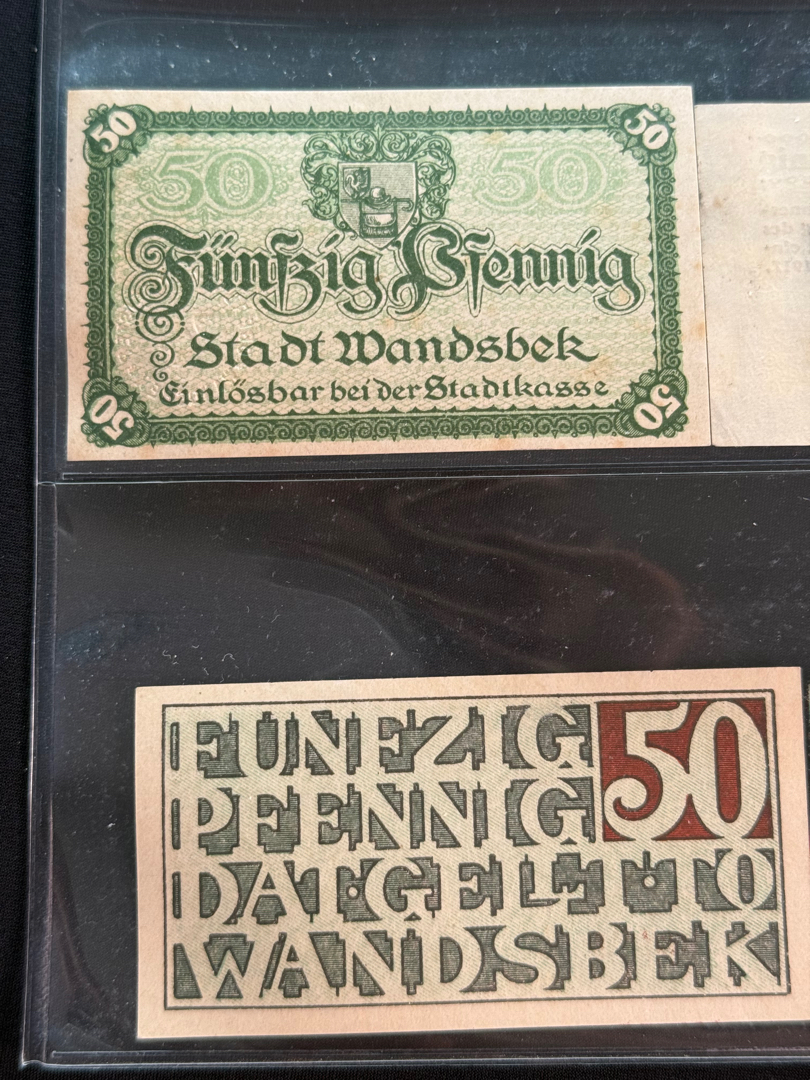 50 50
50 50
Fünfzig Pfennig
Stadt Wandsbek
Einlösbar bei der Stadtkasse
50 50
FUNFZIG 50
PFENNIG
DAT·GELT·TO
WANDSBEK